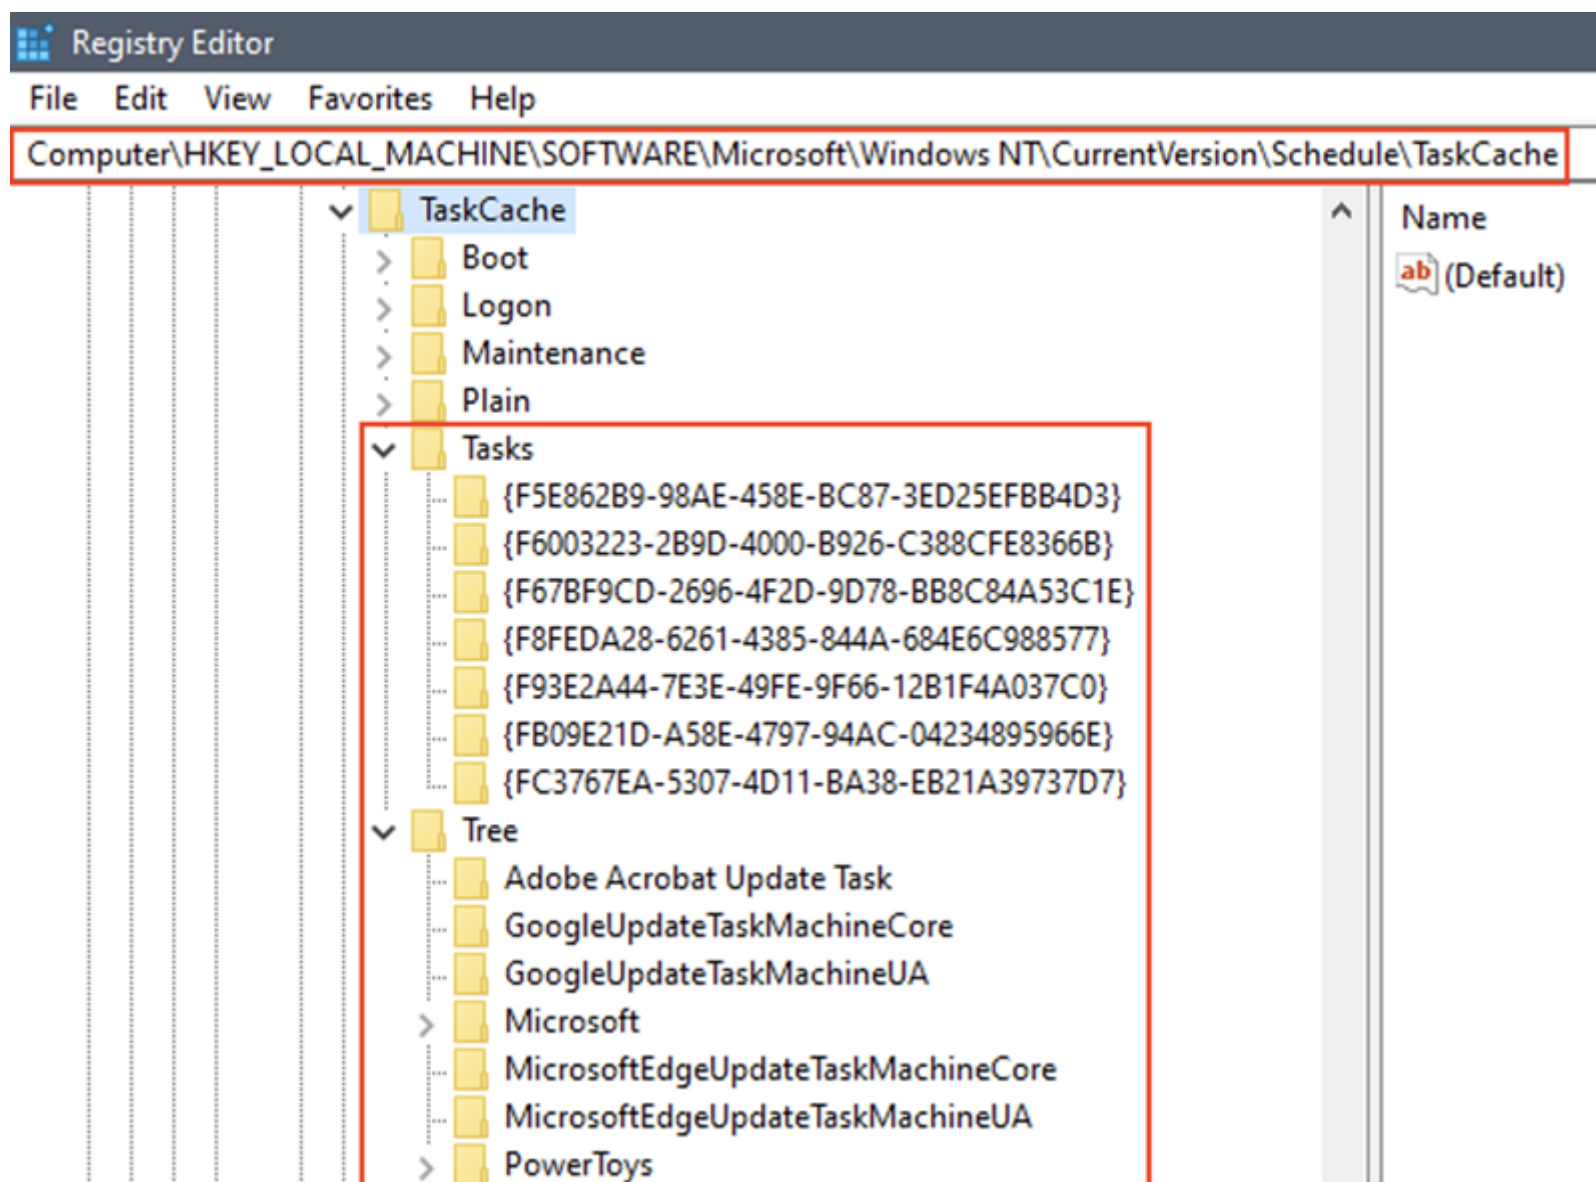 Registry Editor
File Edit View Favorites Help
Computer\HKEY_LOCAL_MACHINE\SOFTWARE\Microsoft\Windows NT\CurrentVersion\Schedule\TaskCache
TaskCache
Boot
Logon
Maintenance
Plain
Tasks
{F5E862B9-98AE-458E-BC87-3ED25EFBB4D3}
{F6003223-2B9D-4000-B926-C388CFE8366B}
{F67BF9CD-2696-4F2D-9D78-BB8C84A53C1E}
{F8FEDA28-6261-4385-844A-684E6C988577}
{F93E2A44-7E3E-49FE-9F66-12B1F4A037C0}
{FB09E21D-A58E-4797-94AC-04234895966E}
{FC3767EA-5307-4D11-BA38-EB21A39737D7}
Tree
Adobe Acrobat Update Task
GoogleUpdateTaskMachineCore
GoogleUpdateTaskMachineUA
Microsoft
MicrosoftEdgeUpdateTaskMachineCore
MicrosoftEdgeUpdateTaskMachineUA
PowerToys
Name
ab (Default)